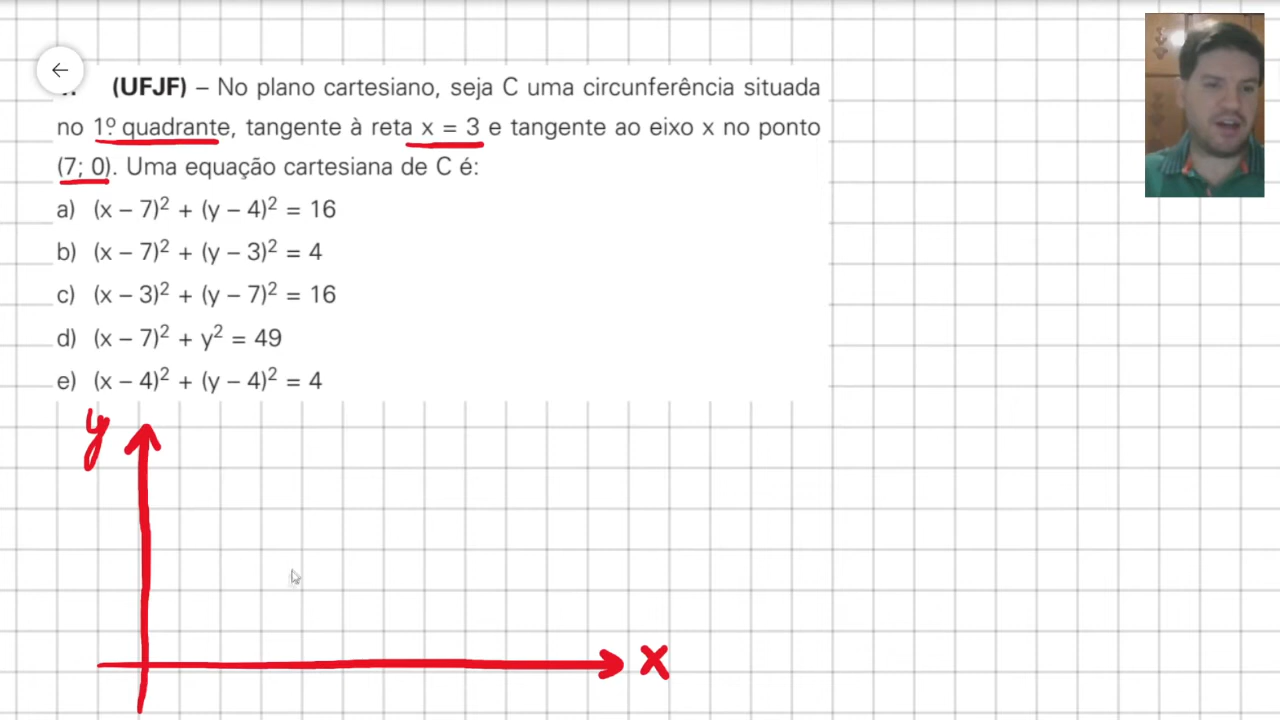 (UFJF) – No plano cartesiano, seja C uma circunferência situada
no 1º quadrante, tangente à reta x = 3 e tangente ao eixo x no ponto
(7; 0). Uma equação cartesiana de C é:
a) (x – 7)² + (y – 4)² = 16
b) (x – 7)² + (y – 3)² = 4
c) (x – 3)² + (y – 7)² = 16
d) (x – 7)² + y² = 49
e) (x – 4)² + (y – 4)² = 4
y
x